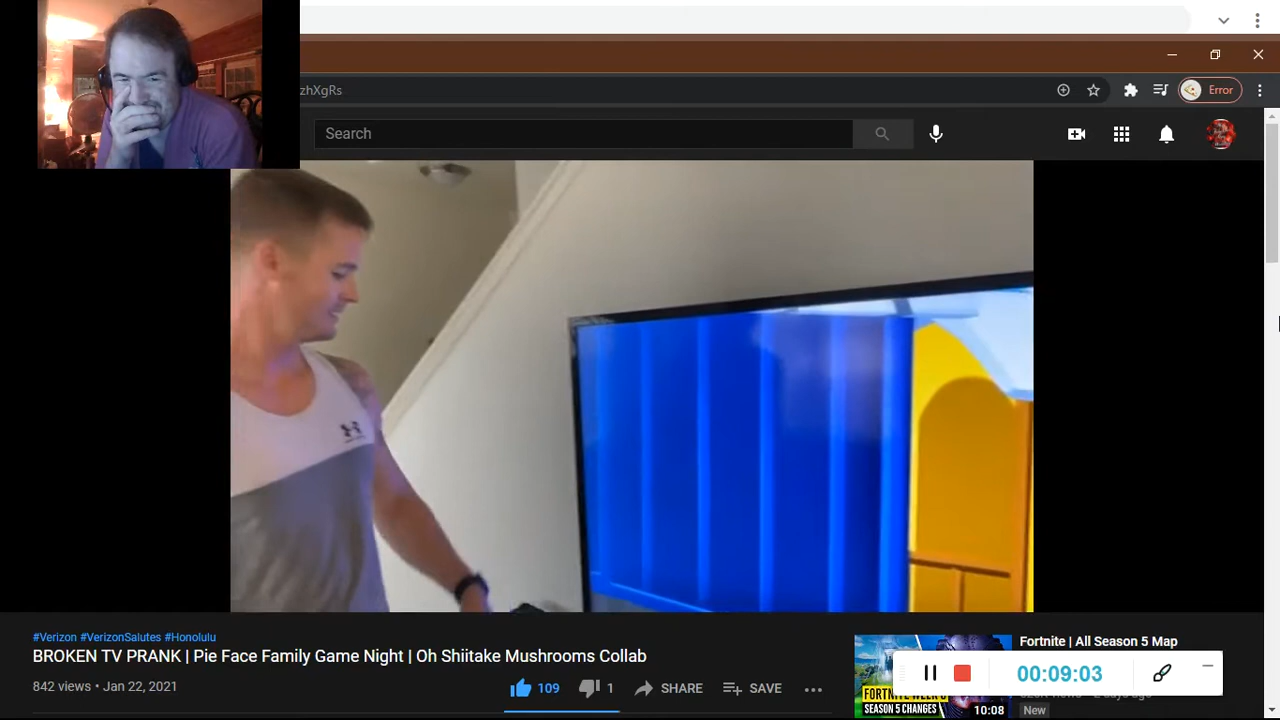 zhXgRs
Error
Search
#Verizon #VerizonSalutes #Honolulu
BROKEN TV PRANK | Pie Face Family Game Night | Oh Shiitake Mushrooms Collab
842 views • Jan 22, 2021
109
1
SHARE
SAVE
Fortnite | All Season 5 Map
FORTNITE WEEK
SEASON 5 CHANGES
10:08
New
00:09:03